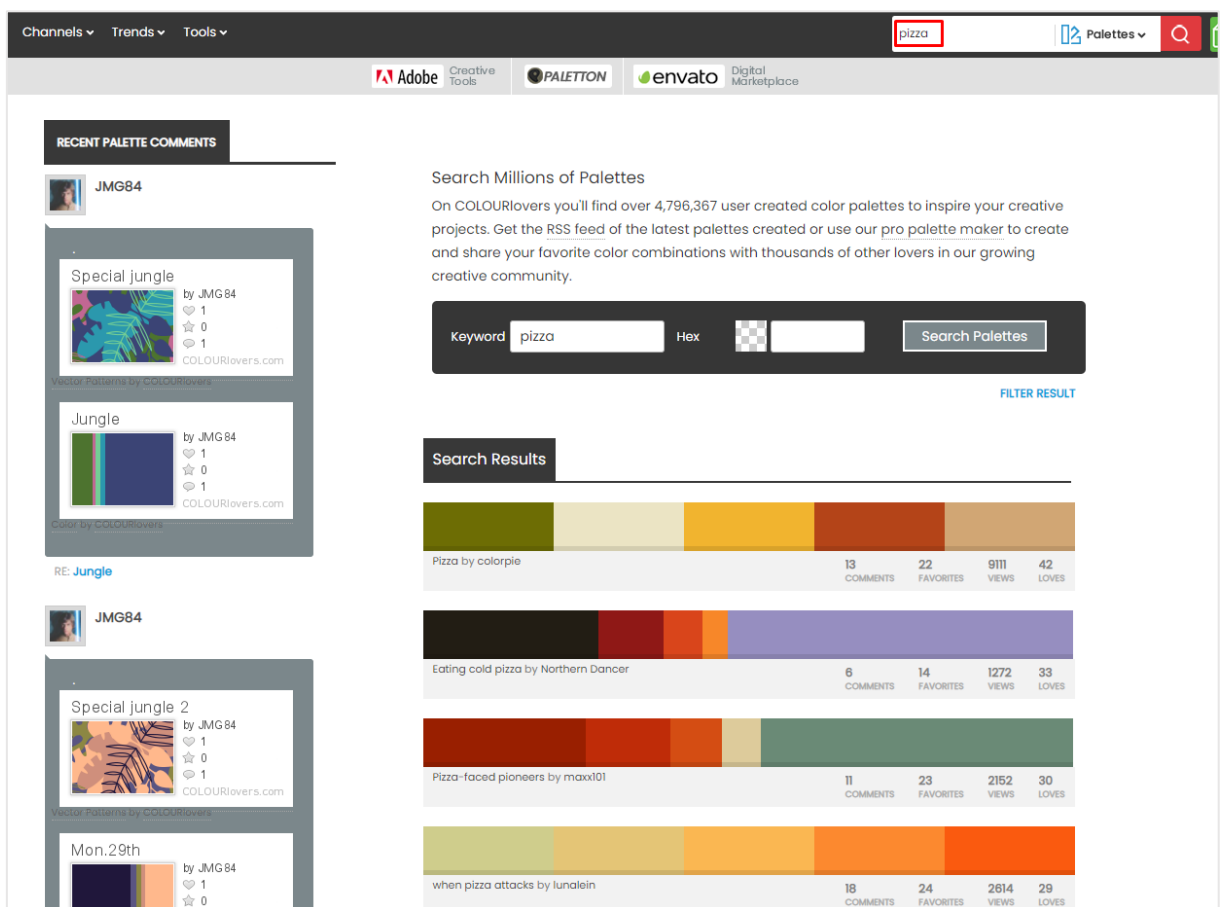 Channels
Trends
Tools
pizza
Palettes
Adobe
Creative
Tools
PALETTON
envato
Digital
Marketplace
RECENT PALETTE COMMENTS
JMG84
.
Special jungle
by JMG84
1
0
1
COLOURlovers.com
Vector Patterns by COLOURlovers
Jungle
by JMG84
1
0
1
COLOURlovers.com
Color by COLOURlovers
RE: Jungle
JMG84
.
Special jungle 2
by JMG84
1
0
1
COLOURlovers.com
Vector Patterns by COLOURlovers
Mon.29th
by JMG84
1
0
Search Millions of Palettes
On COLOURlovers you'll find over 4,796,367 user created color palettes to inspire your creative
projects. Get the RSS feed of the latest palettes created or use our pro palette maker to create
and share your favorite color combinations with thousands of other lovers in our growing
creative community.
Keyword pizza Hex Search Palettes
FILTER RESULT
Search Results
Pizza by colorpie
13 22 9111 42
COMMENTS FAVORITES VIEWS LOVES
Eating cold pizza by Northern Dancer
6 14 1272 33
COMMENTS FAVORITES VIEWS LOVES
Pizza-faced pioneers by maxx101
11 23 2152 30
COMMENTS FAVORITES VIEWS LOVES
when pizza attacks by lunalein
18 24 2614 29
COMMENTS FAVORITES VIEWS LOVES